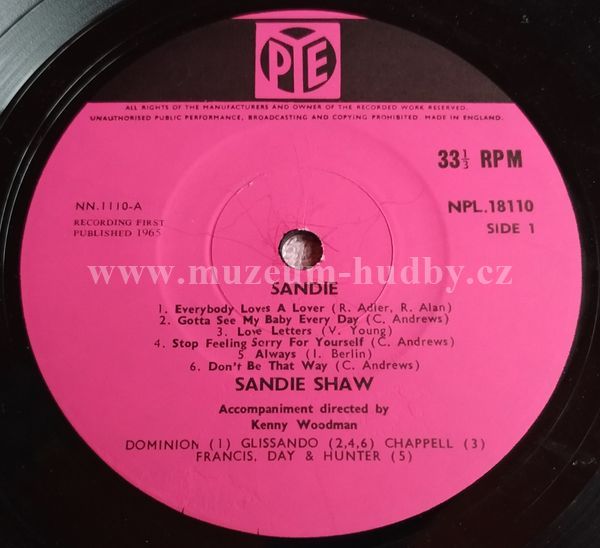 PYE
ALL RIGHTS OF THE MANUFACTURERS AND OWNER OF THE RECORDED WORK RESERVED.
UNAUTHORISED PUBLIC PERFORMANCE, BROADCASTING AND COPYING PROHIBITED. MADE IN ENGLAND.
33⅓ RPM
NN.1110-A
NPL.18110
RECORDING FIRST
PUBLISHED 1965
SIDE 1
www.muzeum-hudby.cz
SANDIE
1. Everybody Loves A Lover (R. Adler, R. Alan)
2. Gotta See My Baby Every Day (C. Andrews)
3. Love Letters (V. Young)
4. Stop Feeling Sorry For Yourself (C. Andrews)
5 Always (I. Berlin)
6. Don't Be That Way (C. Andrews)
SANDIE SHAW
Accompaniment directed by
Kenny Woodman
DOMINION (1) GLISSANDO (2,4,6) CHAPPELL (3)
FRANCIS, DAY & HUNTER (5)